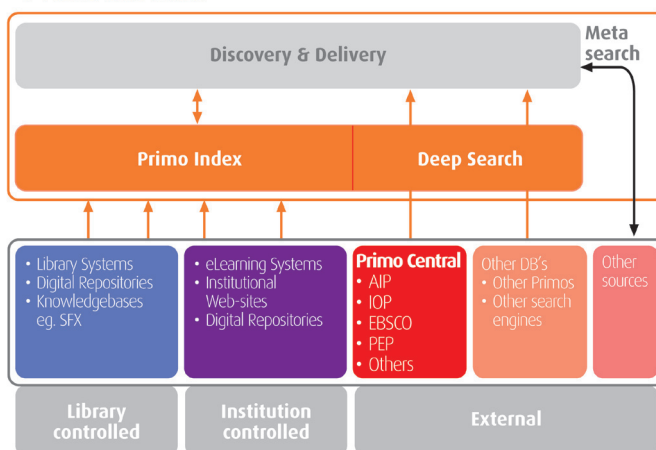 Discovery & Delivery
Meta
search
Primo Index
Deep Search
• Library Systems
• Digital Repositories
• Knowledgebases
eg. SFX
• eLearning Systems
• Institutional
Web-sites
• Digital Repositories
Primo Central
• AIP
• IOP
• EBSCO
• PEP
• Others
Other DB's
• Other Primos
• Other search
engines
Other
sources
Library
controlled
Institution
controlled
External